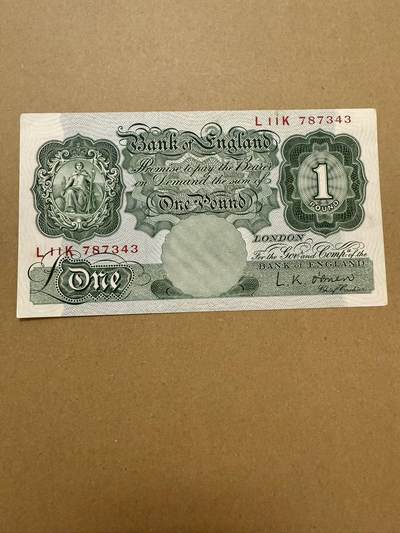 L11K 787343
Bank of England
Promise to pay the Bearer
on Demand the sum of
One Pound
1
POUND
LONDON
For the Gov. and Comp. of the
BANK OF ENGLAND
L.K. O'Brien
Chief Cashier
L11K 787343
£ One